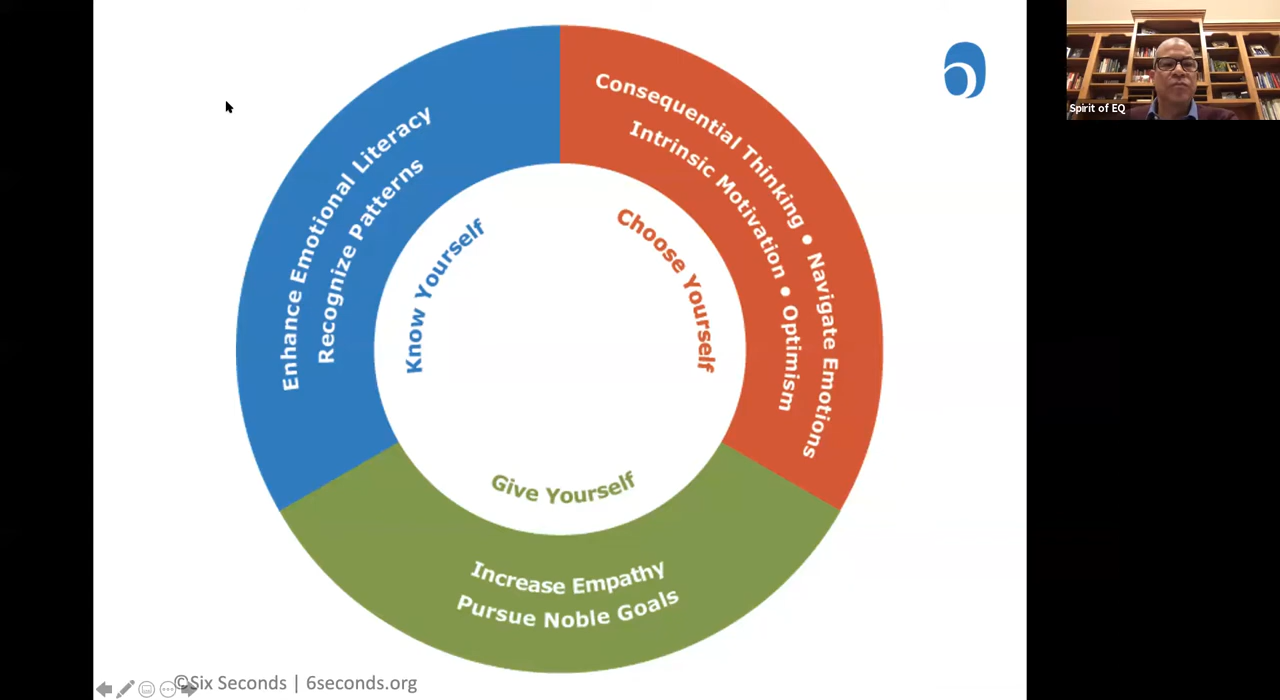 Enhance Emotional Literacy
Recognize Patterns
Know Yourself
Consequential Thinking • Navigate Emotions
Intrinsic Motivation • Optimism
Choose Yourself
Give Yourself
Increase Empathy
Pursue Noble Goals
©Six Seconds | 6seconds.org
6
Spirit of EQ